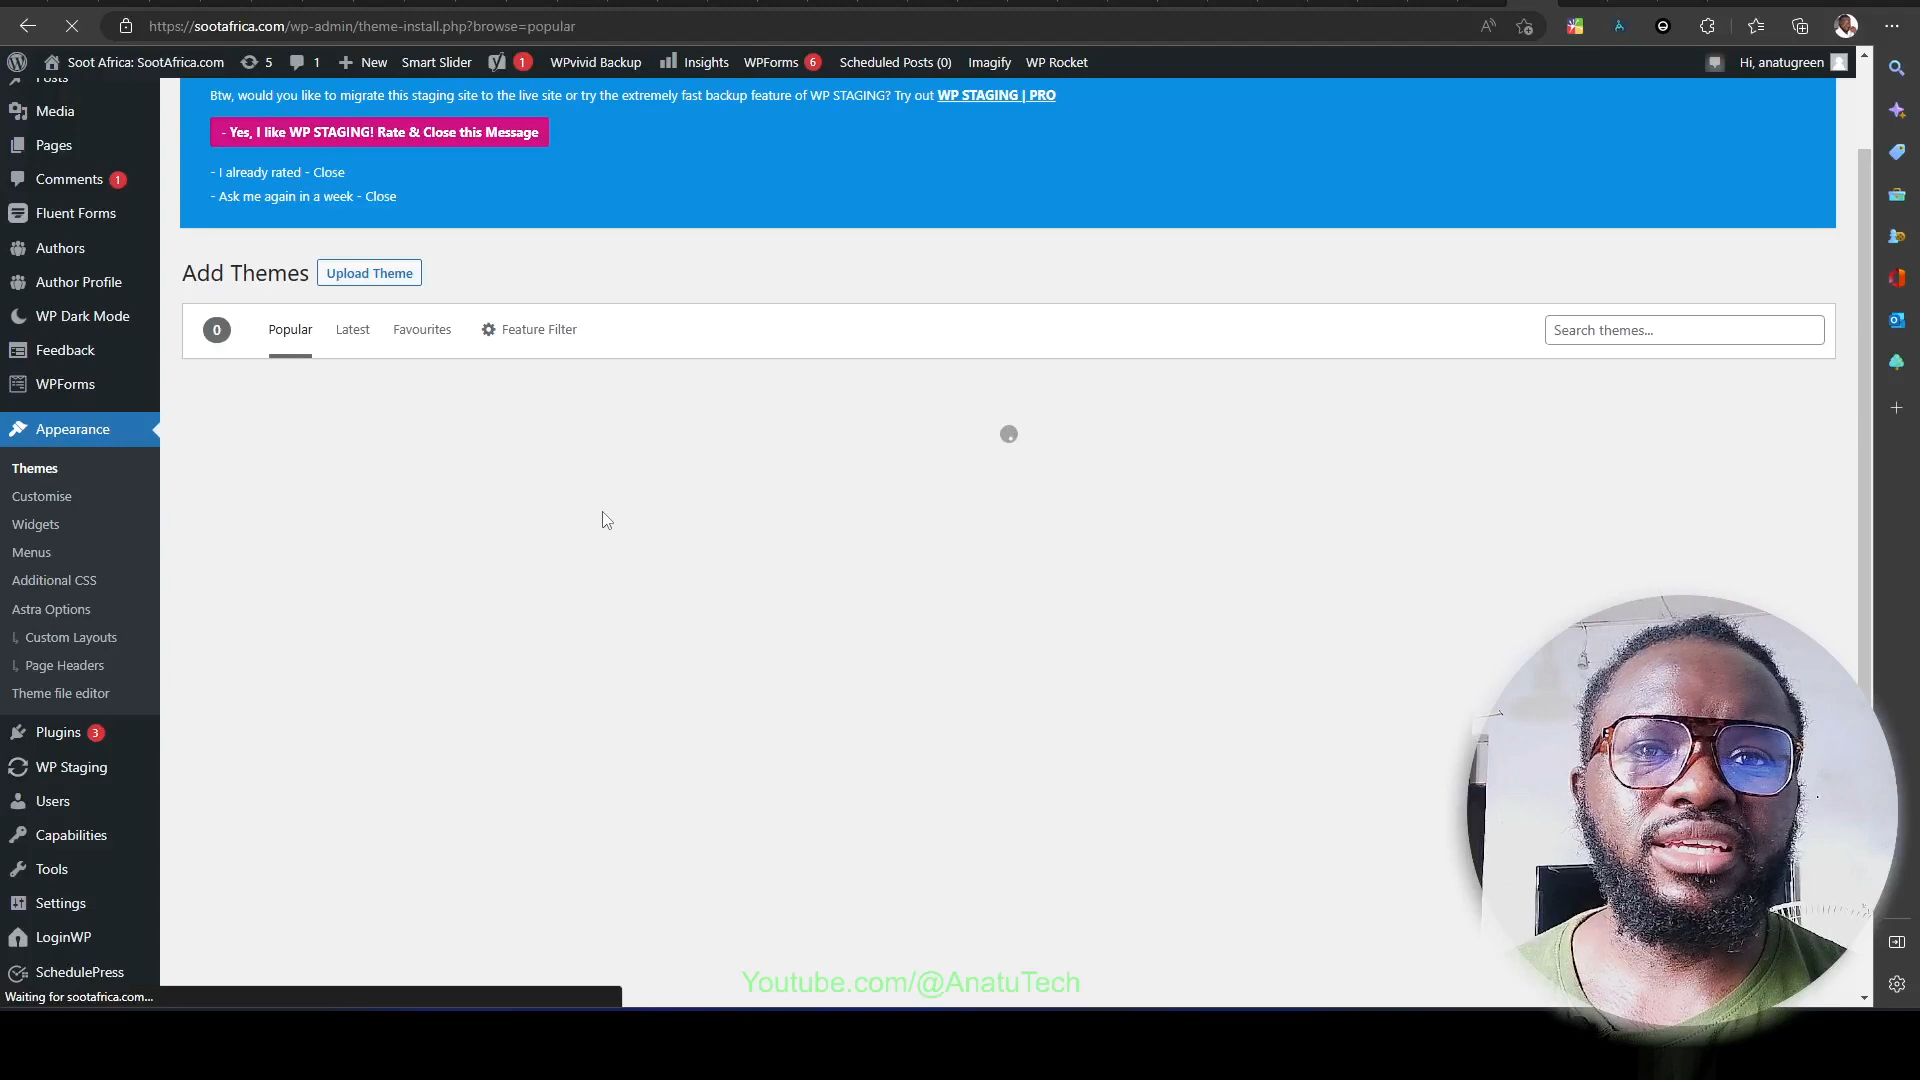 https://sootafrica.com/wp-admin/theme-install.php?browse=popular
Soot Africa: SootAfrica.com 5 1 New Smart Slider 1 WPvivid Backup Insights WPForms 6 Scheduled Posts (0) Imagify WP Rocket Hi, anatugreen
Posts
Media
Pages
Comments 1
Fluent Forms
Authors
Author Profile
WP Dark Mode
Feedback
WPForms
Appearance
Themes
Customise
Widgets
Menus
Additional CSS
Astra Options
Custom Layouts
Page Headers
Theme file editor
Plugins 3
WP Staging
Users
Capabilities
Tools
Settings
LoginWP
SchedulePress
Waiting for sootafrica.com...
Btw, would you like to migrate this staging site to the live site or try the extremely fast backup feature of WP STAGING? Try out WP STAGING | PRO
- Yes, I like WP STAGING! Rate & Close this Message
- I already rated - Close
- Ask me again in a week - Close
Add Themes Upload Theme
0 Popular Latest Favourites Feature Filter Search themes...
Youtube.com/@AnatuTech